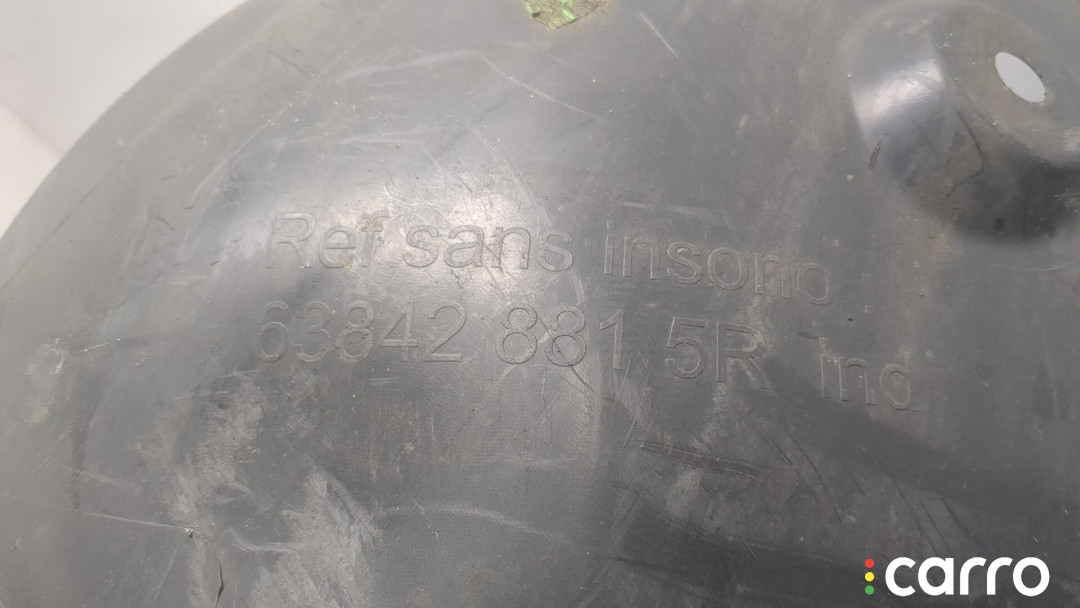 Ref sans insono
63842 881 5R Ind
carro